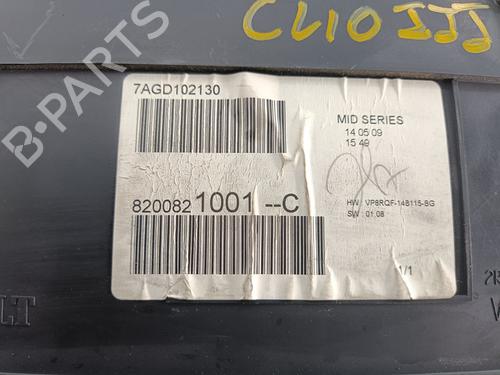 CLIO III
7AGD102130
MID SERIES
14 05 09
15 49
HW : VP8RQF-14B115-BG
SW : 01.08
8200821001--C
1/1
B-PARTS